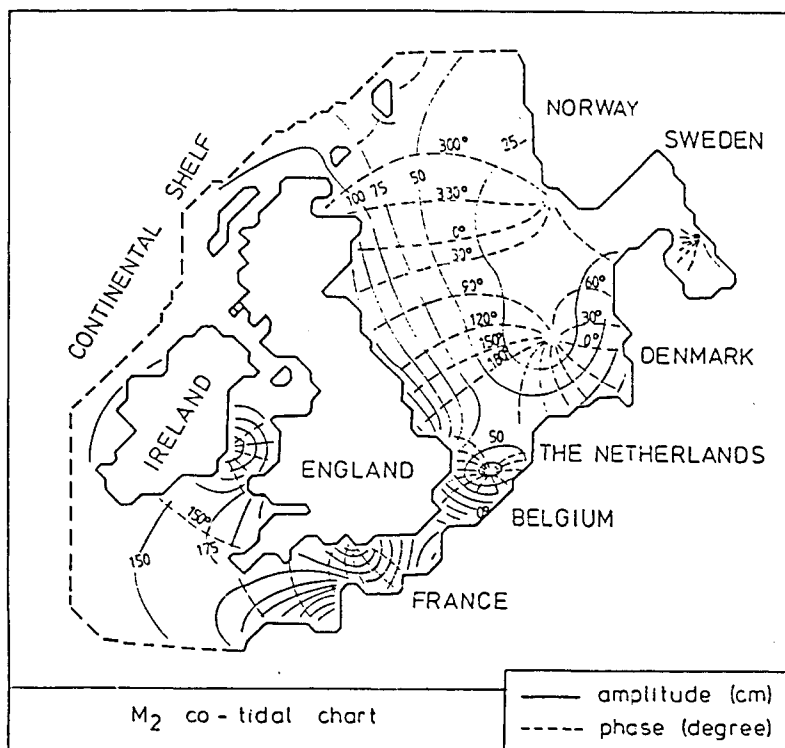 NORWAY
SWEDEN
CONTINENTAL SHELF
300°
25
100
75
50
330°
0°
30°
60°
120°
30°
150°
0°
180°
DENMARK
IRELAND
50
THE NETHERLANDS
ENGLAND
BELGIUM
150°
175
150
FRANCE
M₂ co-tidal chart
amplitude (cm)
phase (degree)